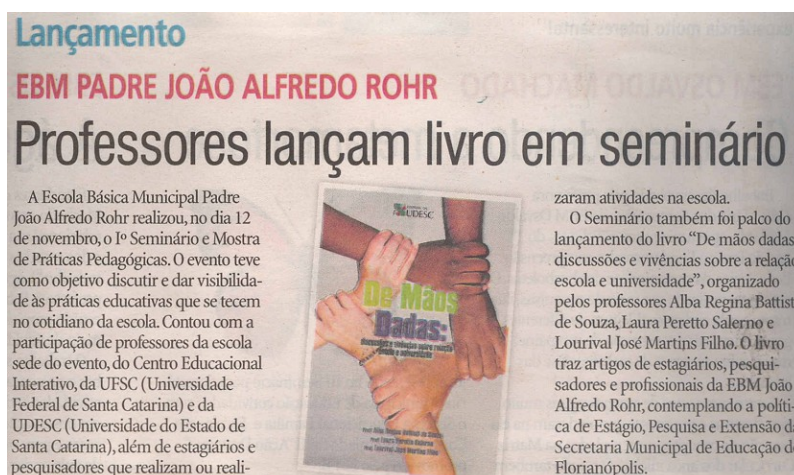 Lançamento
EBM PADRE JOÃO ALFREDO ROHR
Professores lançam livro em seminário
A Escola Básica Municipal Padre
João Alfredo Rohr realizou, no dia 12
de novembro, o Iº Seminário e Mostra
de Práticas Pedagógicas. O evento teve
como objetivo discutir e dar visibilida-
de às práticas educativas que se tecem
no cotidiano da escola. Contou com a
participação de professores da escola
sede do evento, do Centro Educacional
Interativo, da UFSC (Universidade
Federal de Santa Catarina) e da
UDESC (Universidade do Estado de
Santa Catarina), além de estagiários e
pesquisadores que realizam ou reali-
UDESC
De Mãos
Dadas:
discussões e vivências sobre a relação
escola e universidade
zaram atividades na escola.
O Seminário também foi palco do
lançamento do livro “De mãos dadas
discussões e vivências sobre a relação
escola e universidade”, organizado
pelos professores Alba Regina Battist
de Souza, Laura Peretto Salerno e
Lourival José Martins Filho. O livro
traz artigos de estagiários, pesqui-
sadores e profissionais da EBM João
Alfredo Rohr, contemplando a políti-
ca de Estágio, Pesquisa e Extensão da
Secretaria Municipal de Educação de
Florianópolis.